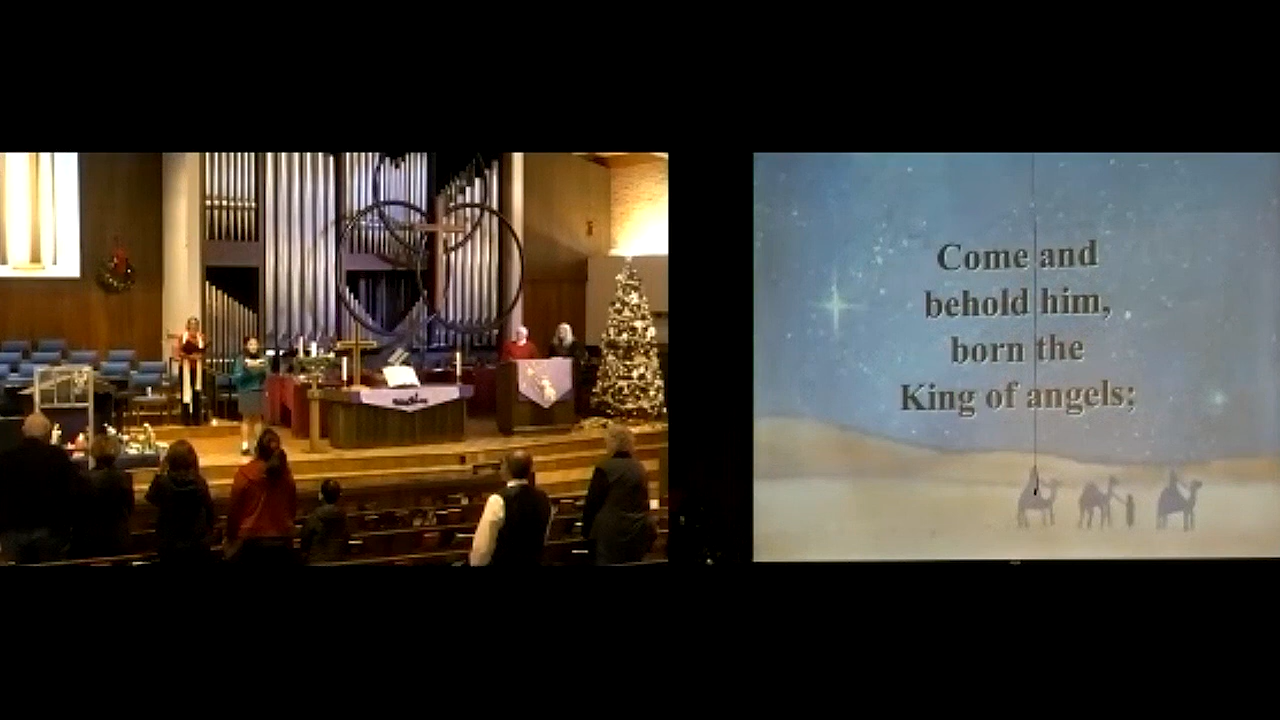 Come and
behold him,
born the
King of angels;